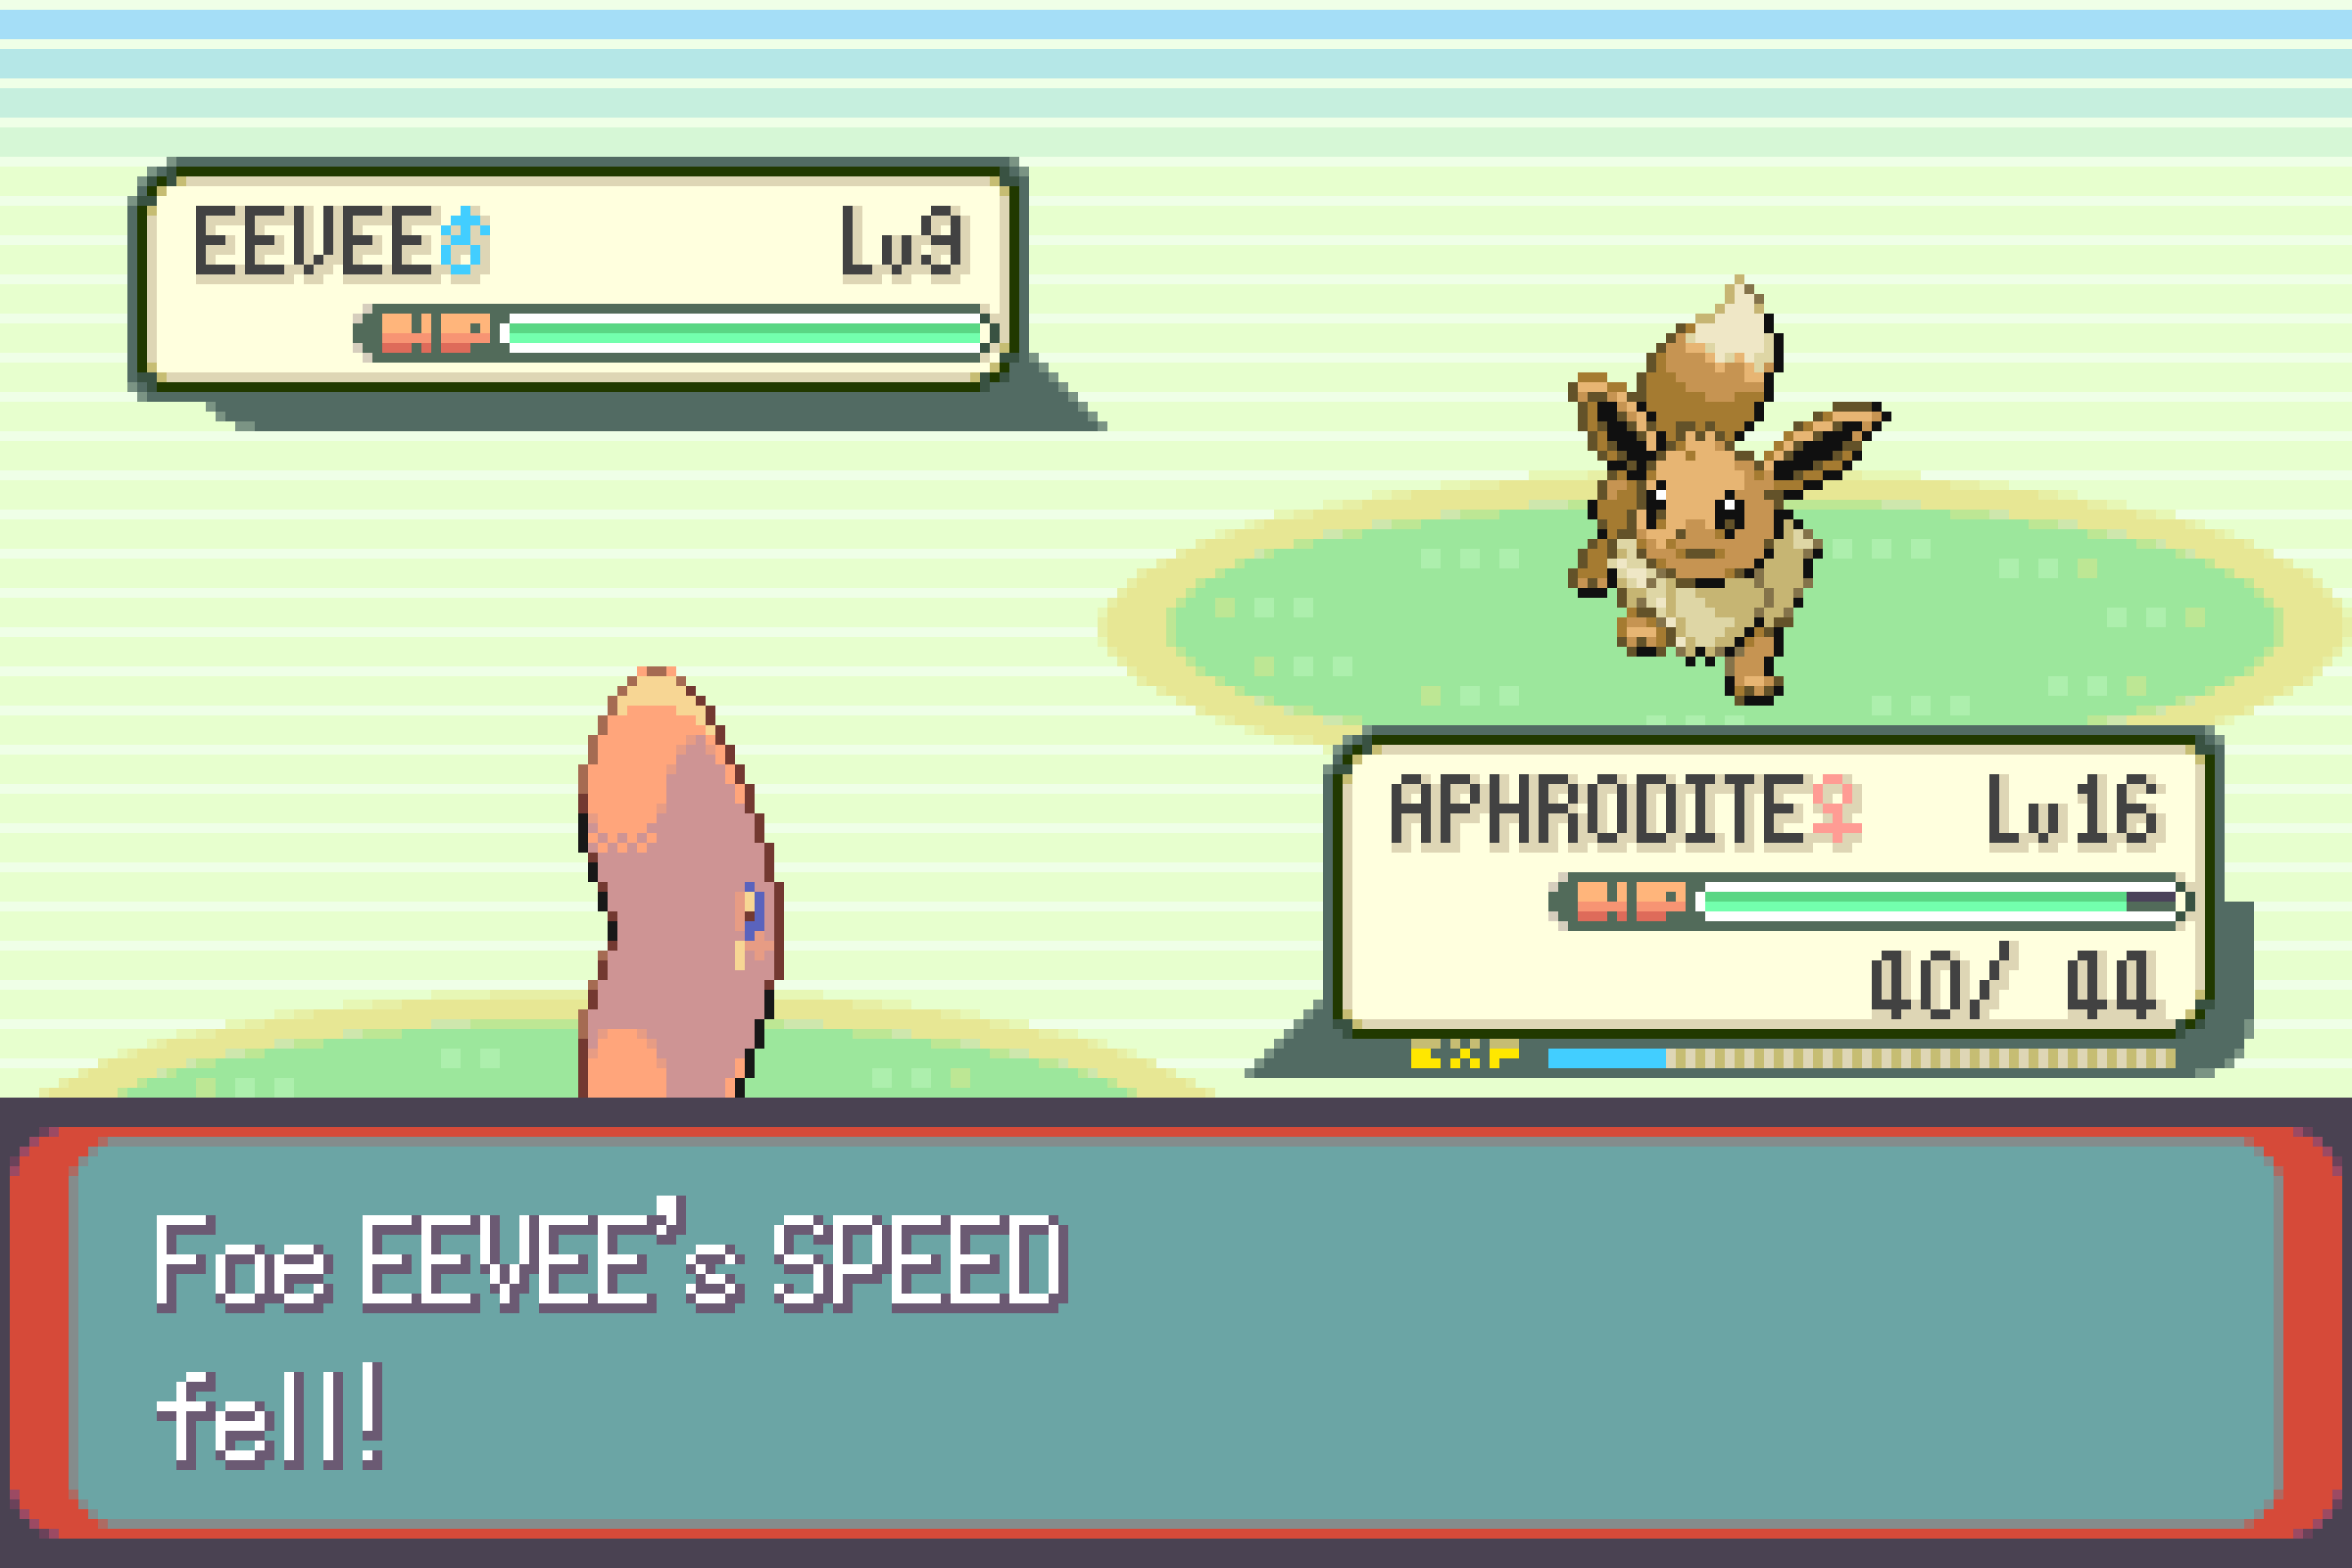 EEVEE♂ Lv9
HP
APHRODITE♀ Lv16
HP
40/ 44
EXP
Foe EEVEE's SPEED
fell!